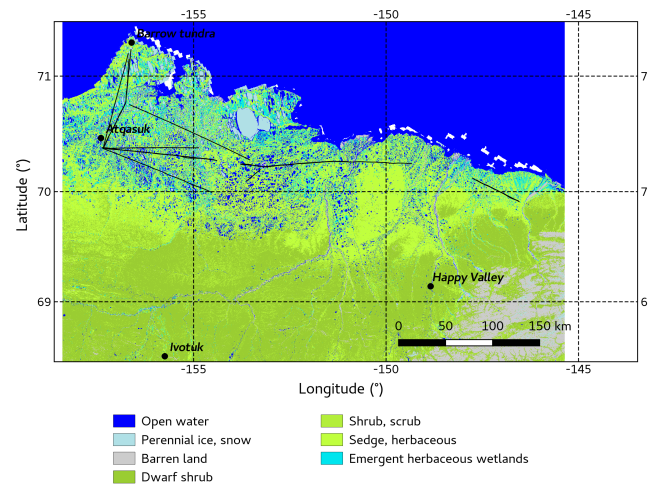 -155 -150 -145
Barrow tundra
71 7
Atqasuk
70 7
Latitude (°)
Happy Valley
69 6
0 50 100 150 km
Ivotuk
-155 -150 -145
Longitude (°)
Open water
Perennial ice, snow
Barren land
Dwarf shrub
Shrub, scrub
Sedge, herbaceous
Emergent herbaceous wetlands